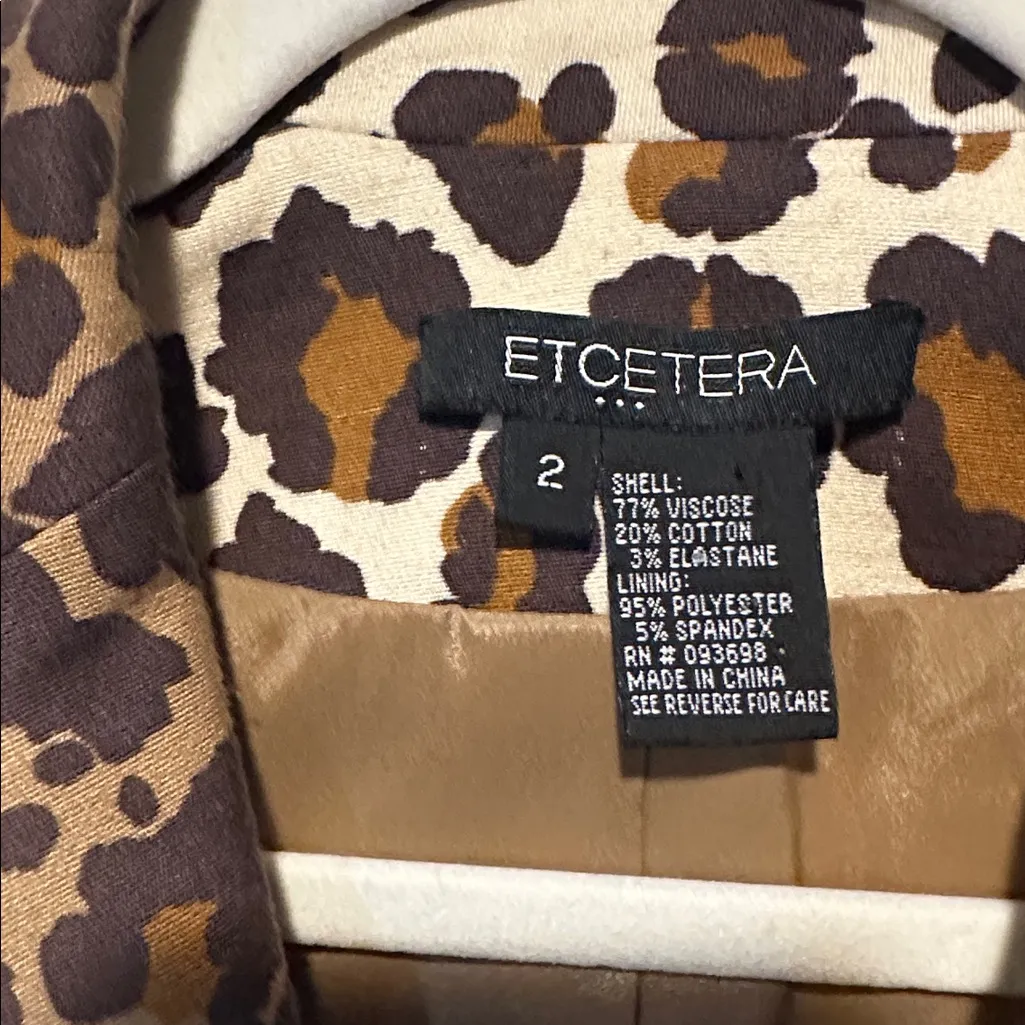 ETCETERA
...
2
SHELL:
77% VISCOSE
20% COTTON
3% ELASTANE
LINING:
95% POLYESTER
5% SPANDEX
RN # 093698
MADE IN CHINA
SEE REVERSE FOR CARE